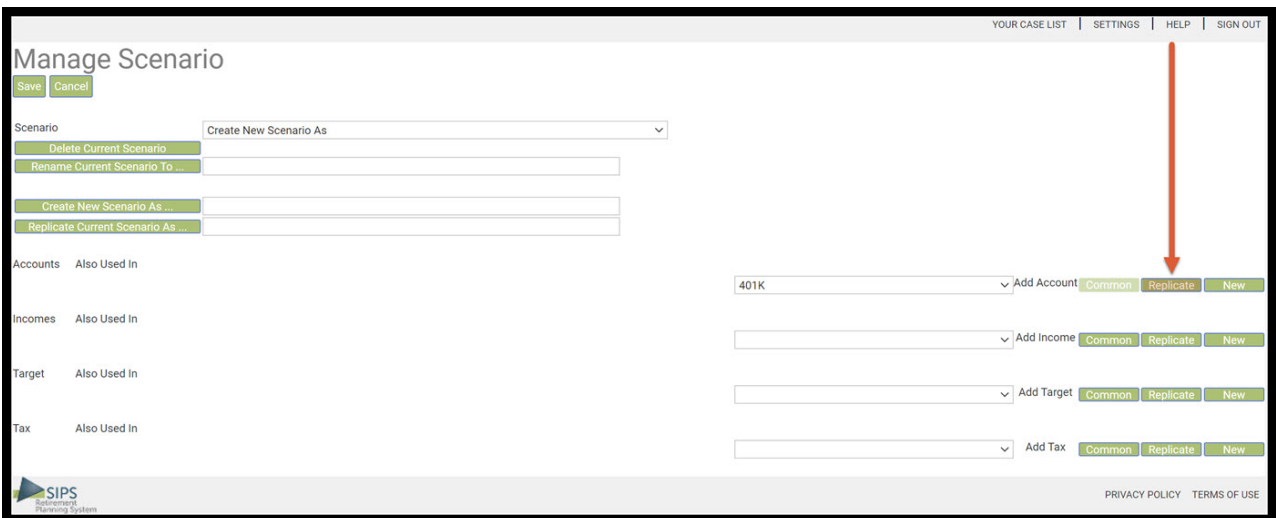 YOUR CASE LIST | SETTINGS | HELP | SIGN OUT
Manage Scenario
Save Cancel
Scenario Create New Scenario As
Delete Current Scenario
Rename Current Scenario To ...
Create New Scenario As ...
Replicate Current Scenario As ...
Accounts Also Used In
401K Add Account Common Replicate New
Incomes Also Used In
Add Income Common Replicate New
Target Also Used In
Add Target Common Replicate New
Tax Also Used In
Add Tax Common Replicate New
SIPS
Retirement
Planning System
PRIVACY POLICY TERMS OF USE